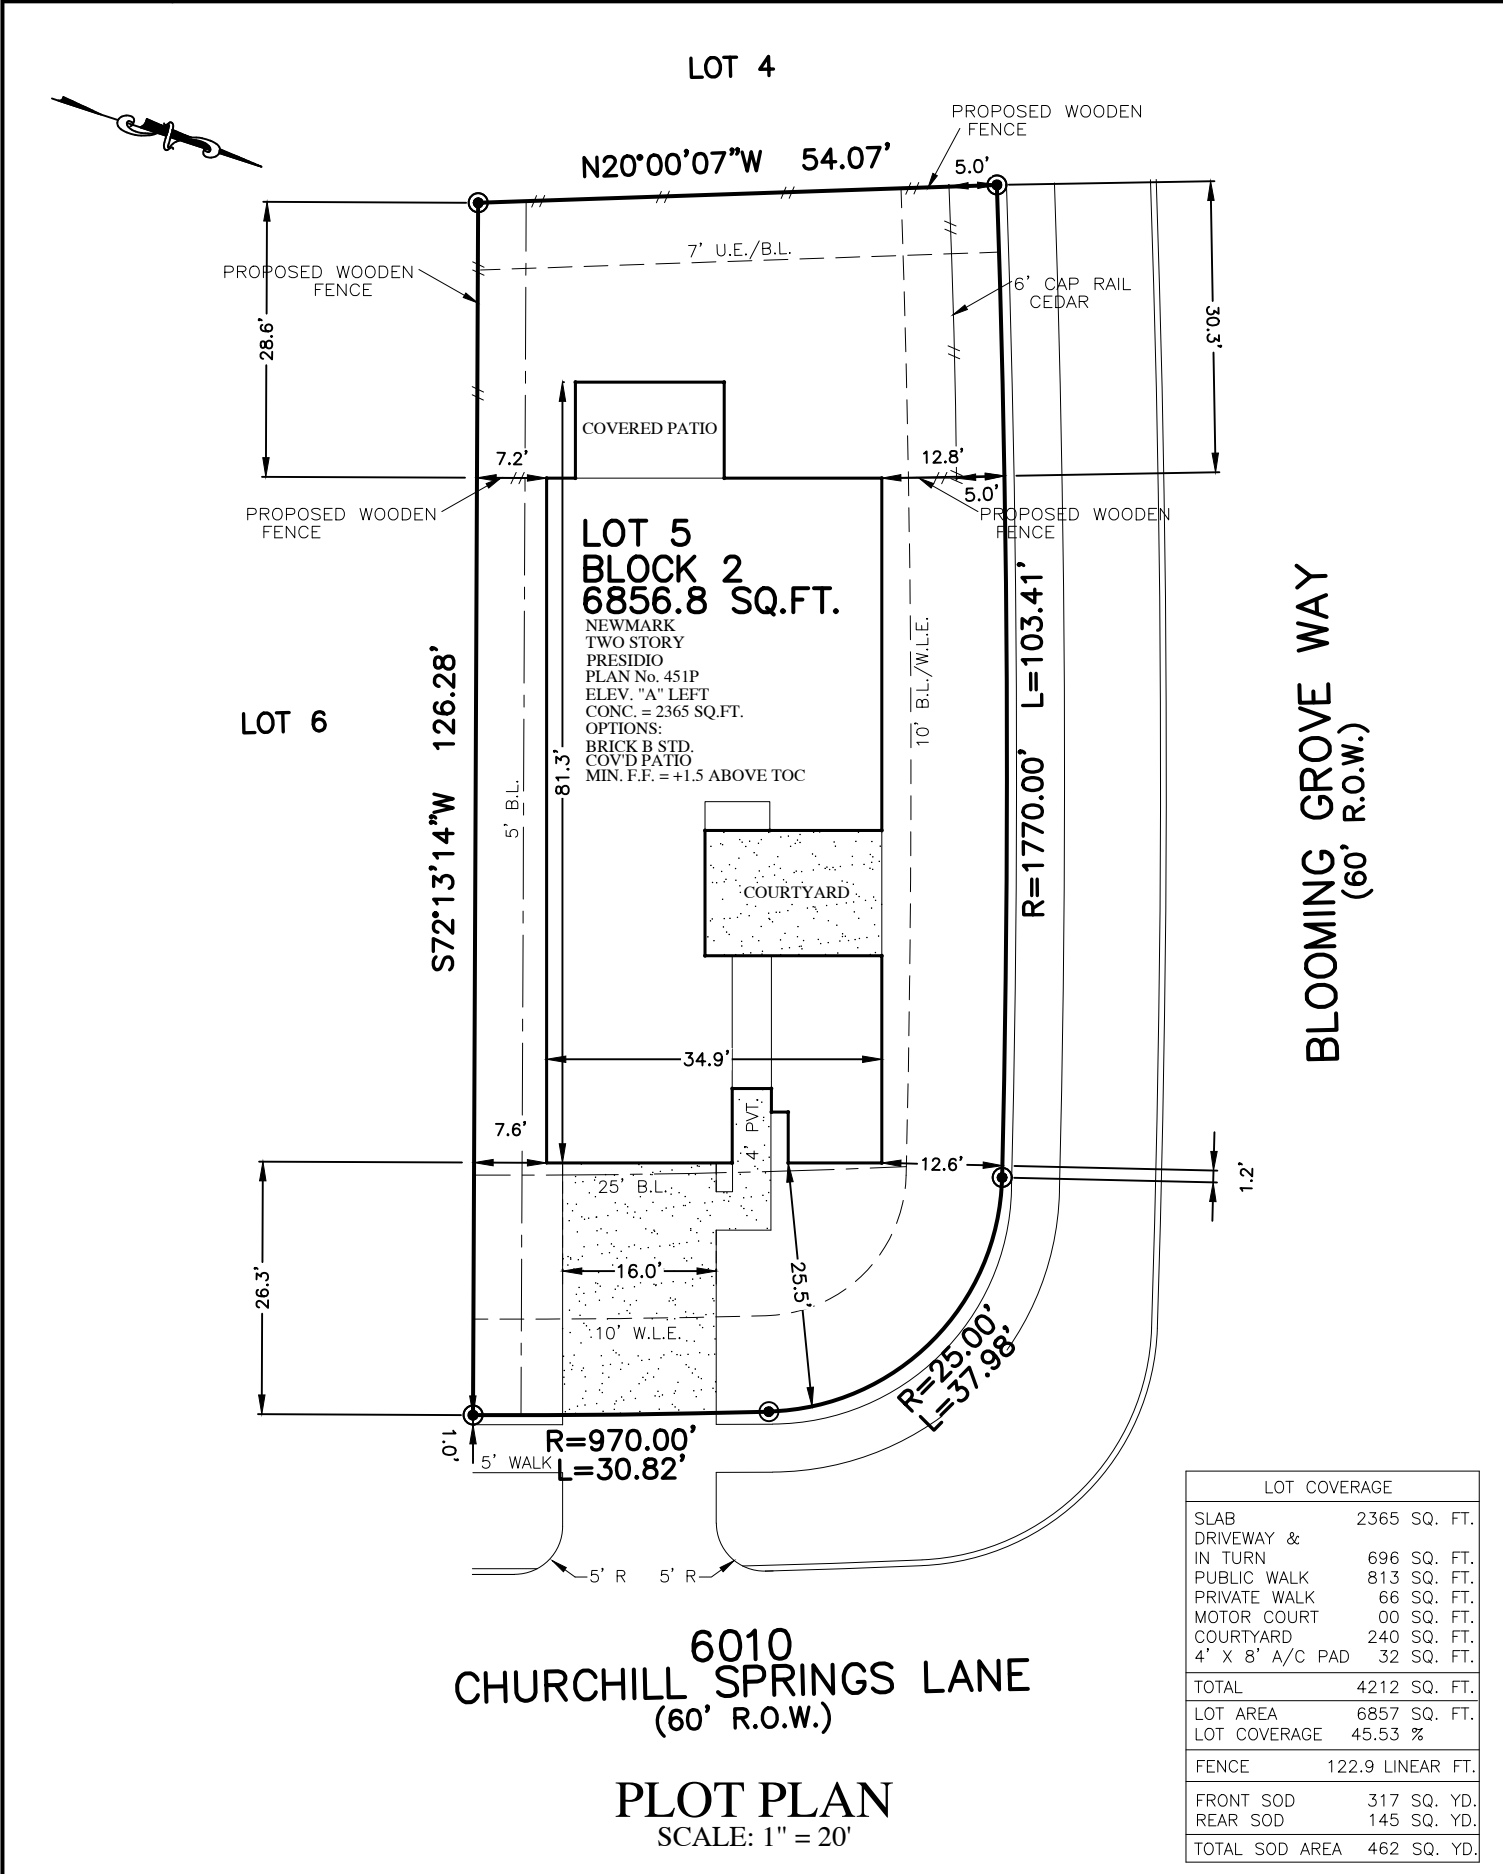 LOT 4
PROPOSED WOODEN
FENCE
N20°00'07"W 54.07'
5.0'
7' U.E./B.L.
PROPOSED WOODEN
FENCE
6' CAP RAIL
CEDAR
28.6'
30.3'
COVERED PATIO
7.2'
12.8'
5.0'
PROPOSED WOODEN
FENCE
PROPOSED WOODEN
FENCE
LOT 5
BLOCK 2
6856.8 SQ.FT.
NEWMARK
TWO STORY
PRESIDIO
PLAN No. 451P
ELEV. "A" LEFT
CONC. = 2365 SQ.FT.
OPTIONS:
BRICK B STD.
COV'D PATIO
MIN. F.F. = +1.5 ABOVE TOC
LOT 6
S72°13'14"W 126.28'
5' B.L.
81.3'
10' B.L./W.L.E.
R=1770.00' L=103.41'
BLOOMING GROVE WAY
(60' R.O.W.)
COURTYARD
34.9'
4' PVT.
7.6'
12.6'
1.2'
25' B.L.
26.3'
16.0'
25.5'
10' W.L.E.
R=25.00'
L=37.98'
1.0'
5' WALK
R=970.00'
L=30.82'
5' R
5' R
6010
CHURCHILL SPRINGS LANE
(60' R.O.W.)
PLOT PLAN
SCALE: 1" = 20'
LOT COVERAGE
SLAB 2365 SQ. FT.
DRIVEWAY &
IN TURN 696 SQ. FT.
PUBLIC WALK 813 SQ. FT.
PRIVATE WALK 66 SQ. FT.
MOTOR COURT 00 SQ. FT.
COURTYARD 240 SQ. FT.
4' X 8' A/C PAD 32 SQ. FT.
TOTAL 4212 SQ. FT.
LOT AREA 6857 SQ. FT.
LOT COVERAGE 45.53 %
FENCE 122.9 LINEAR FT.
FRONT SOD 317 SQ. YD.
REAR SOD 145 SQ. YD.
TOTAL SOD AREA 462 SQ. YD.